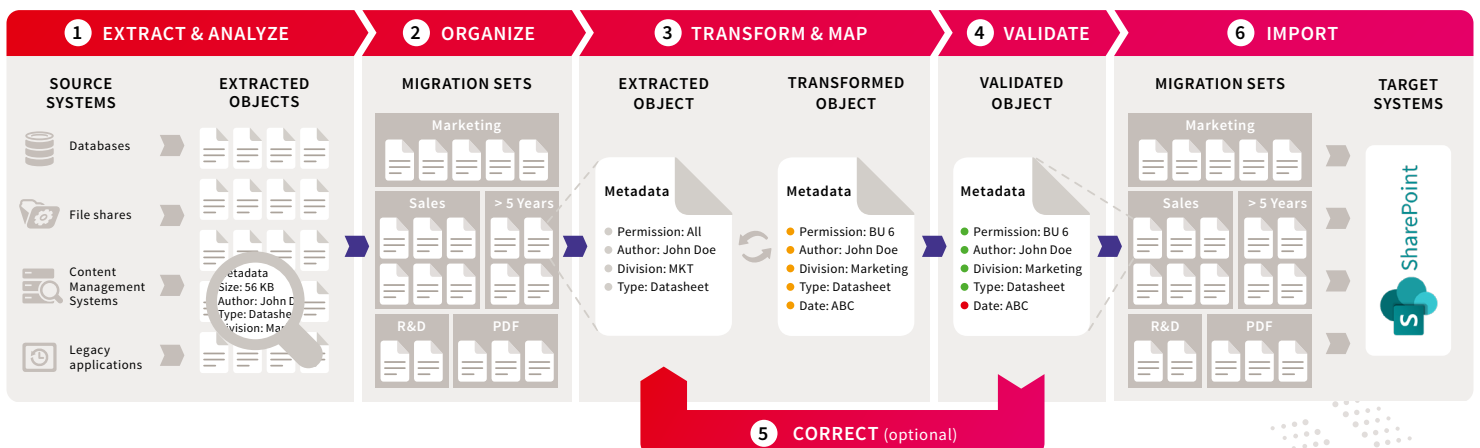 1 EXTRACT & ANALYZE
2 ORGANIZE
3 TRANSFORM & MAP
4 VALIDATE
6 IMPORT
SOURCE
SYSTEMS
EXTRACTED
OBJECTS
Databases
File shares
Content
Management
Systems
Legacy
applications
etadata
Size: 56 KB
Author: John D
Type: Datashe
ivision: Mar
MIGRATION SETS
Marketing
Sales
> 5 Years
R&D
PDF
EXTRACTED
OBJECT
Metadata
Permission: All
Author: John Doe
Division: MKT
Type: Datasheet
TRANSFORMED
OBJECT
Metadata
Permission: BU 6
Author: John Doe
Division: Marketing
Type: Datasheet
Date: ABC
VALIDATED
OBJECT
Metadata
Permission: BU 6
Author: John Doe
Division: Marketing
Type: Datasheet
Date: ABC
MIGRATION SETS
Marketing
Sales
> 5 Years
R&D
PDF
TARGET
SYSTEMS
SharePoint
S
5 CORRECT (optional)